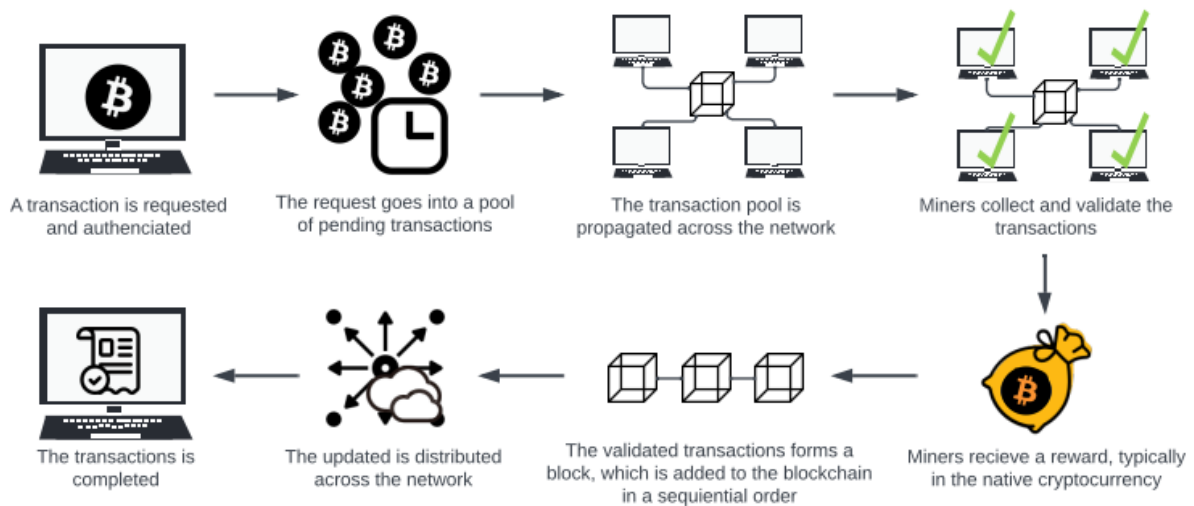 A transaction is requested
and authenciated
The request goes into a pool
of pending transactions
The transaction pool is
propagated across the network
Miners collect and validate the
transactions
Miners recieve a reward, typically
in the native cryptocurrency
The validated transactions forms a
block, which is added to the blockchain
in a sequiential order
The updated is distributed
across the network
The transactions is
completed